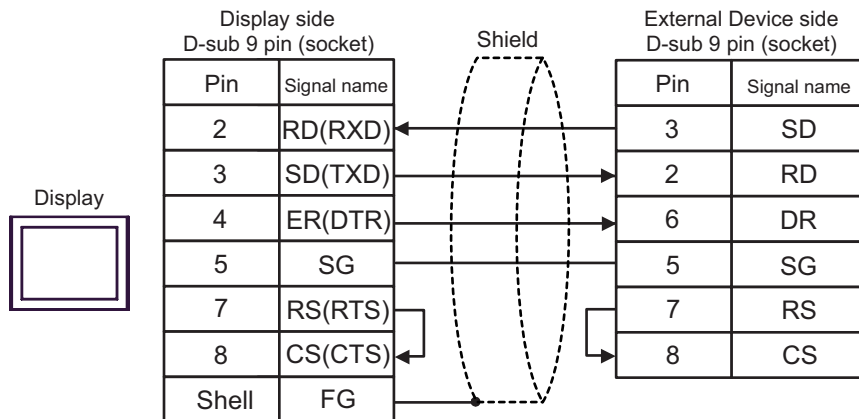 Display side
D-sub 9 pin (socket)
Shield
External Device side
D-sub 9 pin (socket)
Pin Signal name
Pin Signal name
2 RD(RXD)
3 SD
3 SD(TXD)
2 RD
Display
4 ER(DTR)
6 DR
5 SG
5 SG
7 RS(RTS)
7 RS
8 CS(CTS)
8 CS
Shell FG